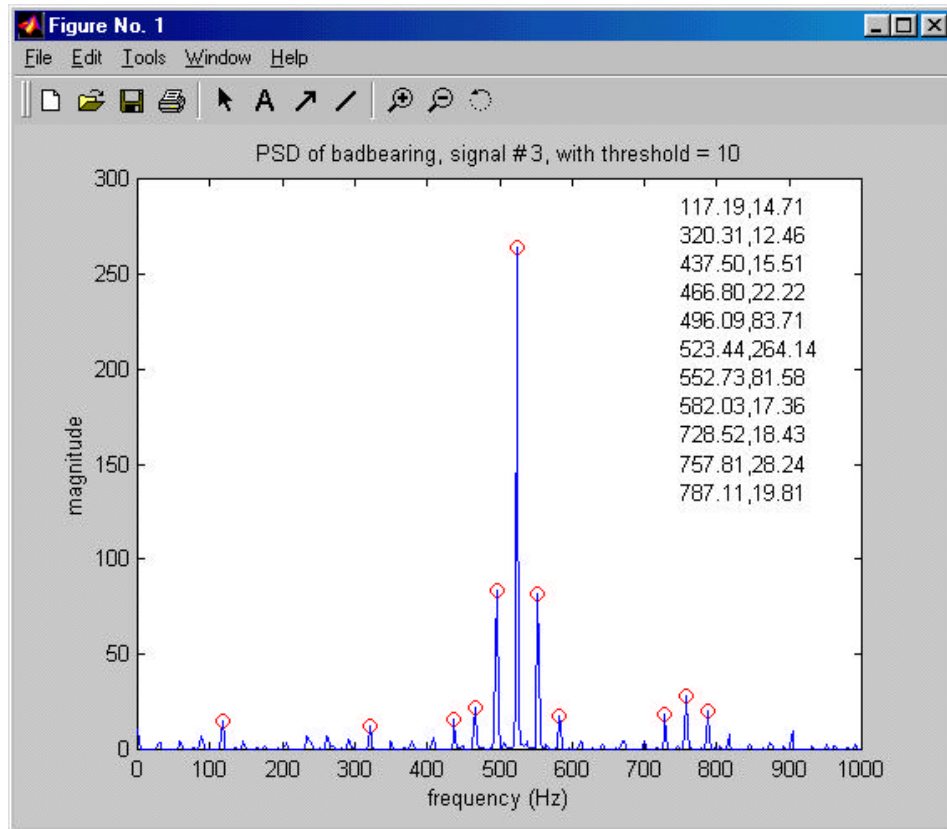 Figure No. 1
File Edit Tools Window Help
A
PSD of badbearing, signal #3, with threshold = 10
300
250
200
150
100
50
0
magnitude
117.19,14.71
320.31,12.46
437.50,15.51
466.80,22.22
496.09,83.71
523.44,264.14
552.73,81.58
582.03,17.36
728.52,18.43
757.81,28.24
787.11,19.81
0 100 200 300 400 500 600 700 800 900 1000
frequency (Hz)